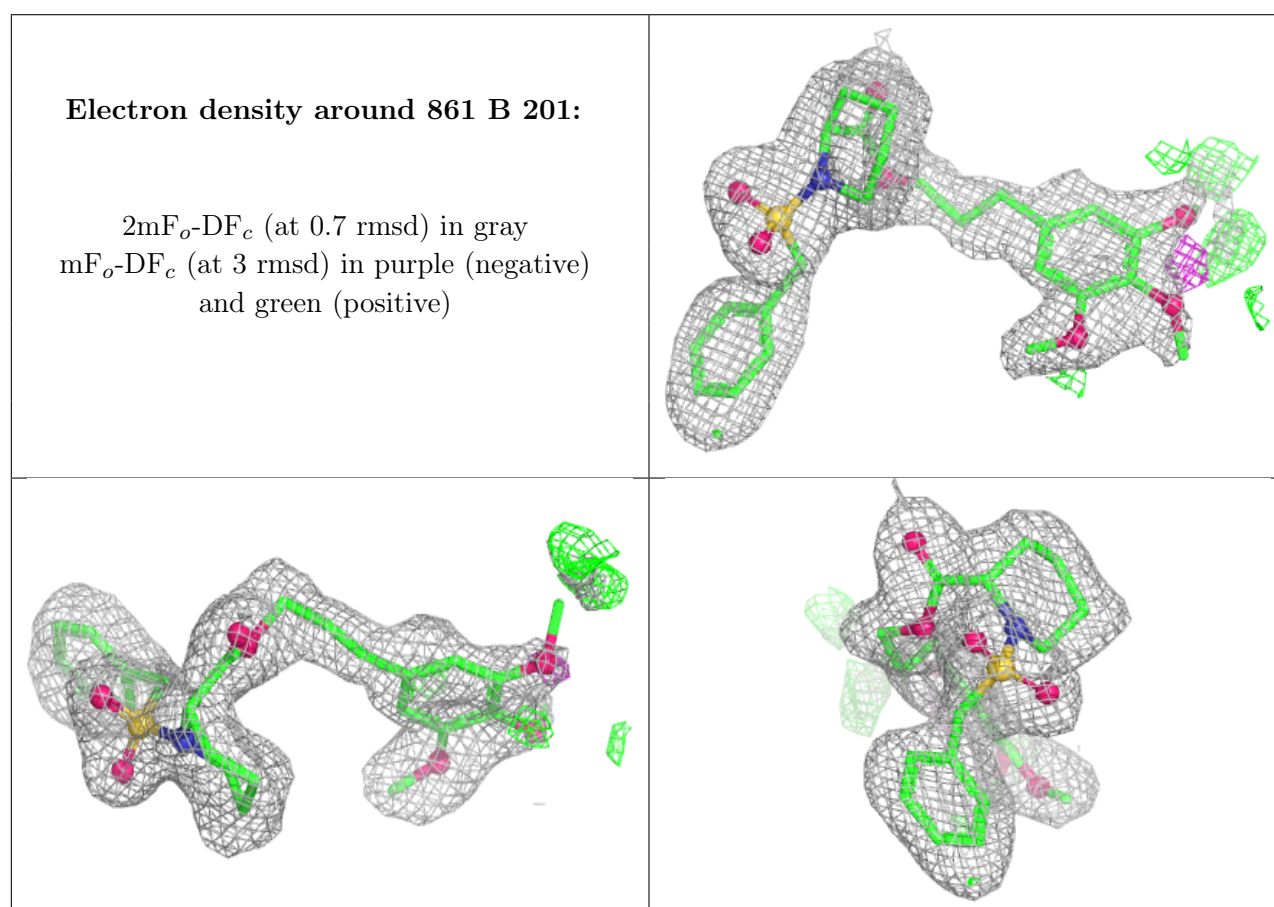 Electron density around 861 B 201:
2mFo-DFc (at 0.7 rmsd) in gray
mFo-DFc (at 3 rmsd) in purple (negative)
and green (positive)